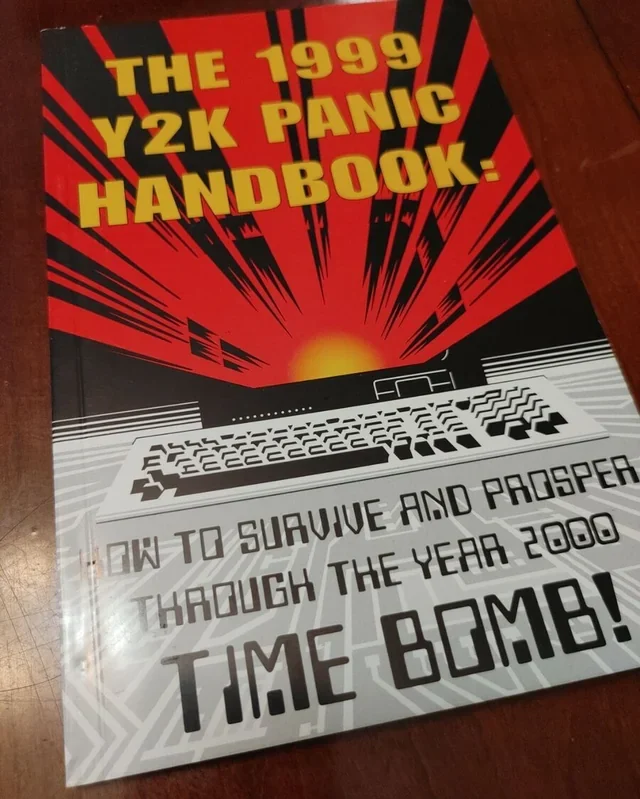 THE 1999
Y2K PANIC
HANDBOOK:
HOW TO SURVIVE AND PROSPER
THROUGH THE YEAR 2000
TIME BOMB!